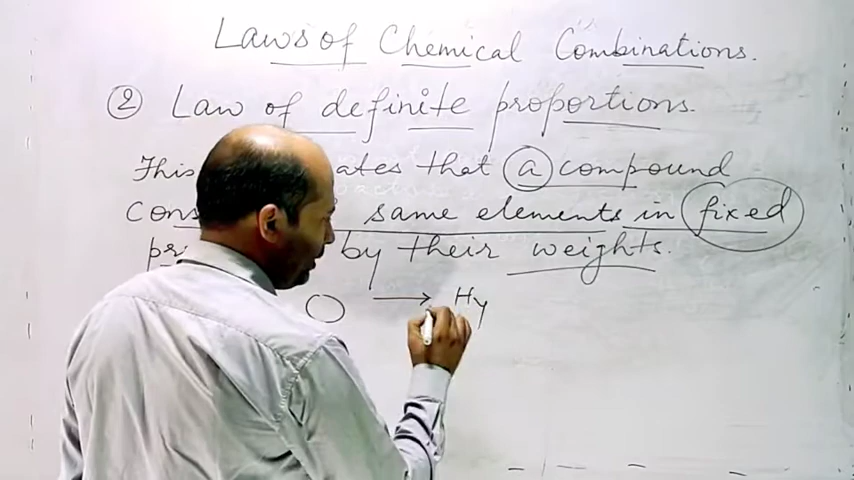 Laws of Chemical Combinations.
② Law of definite proportions.
This ates that a compound
cons same elements in fixed
pr by their weights.
O → Hy